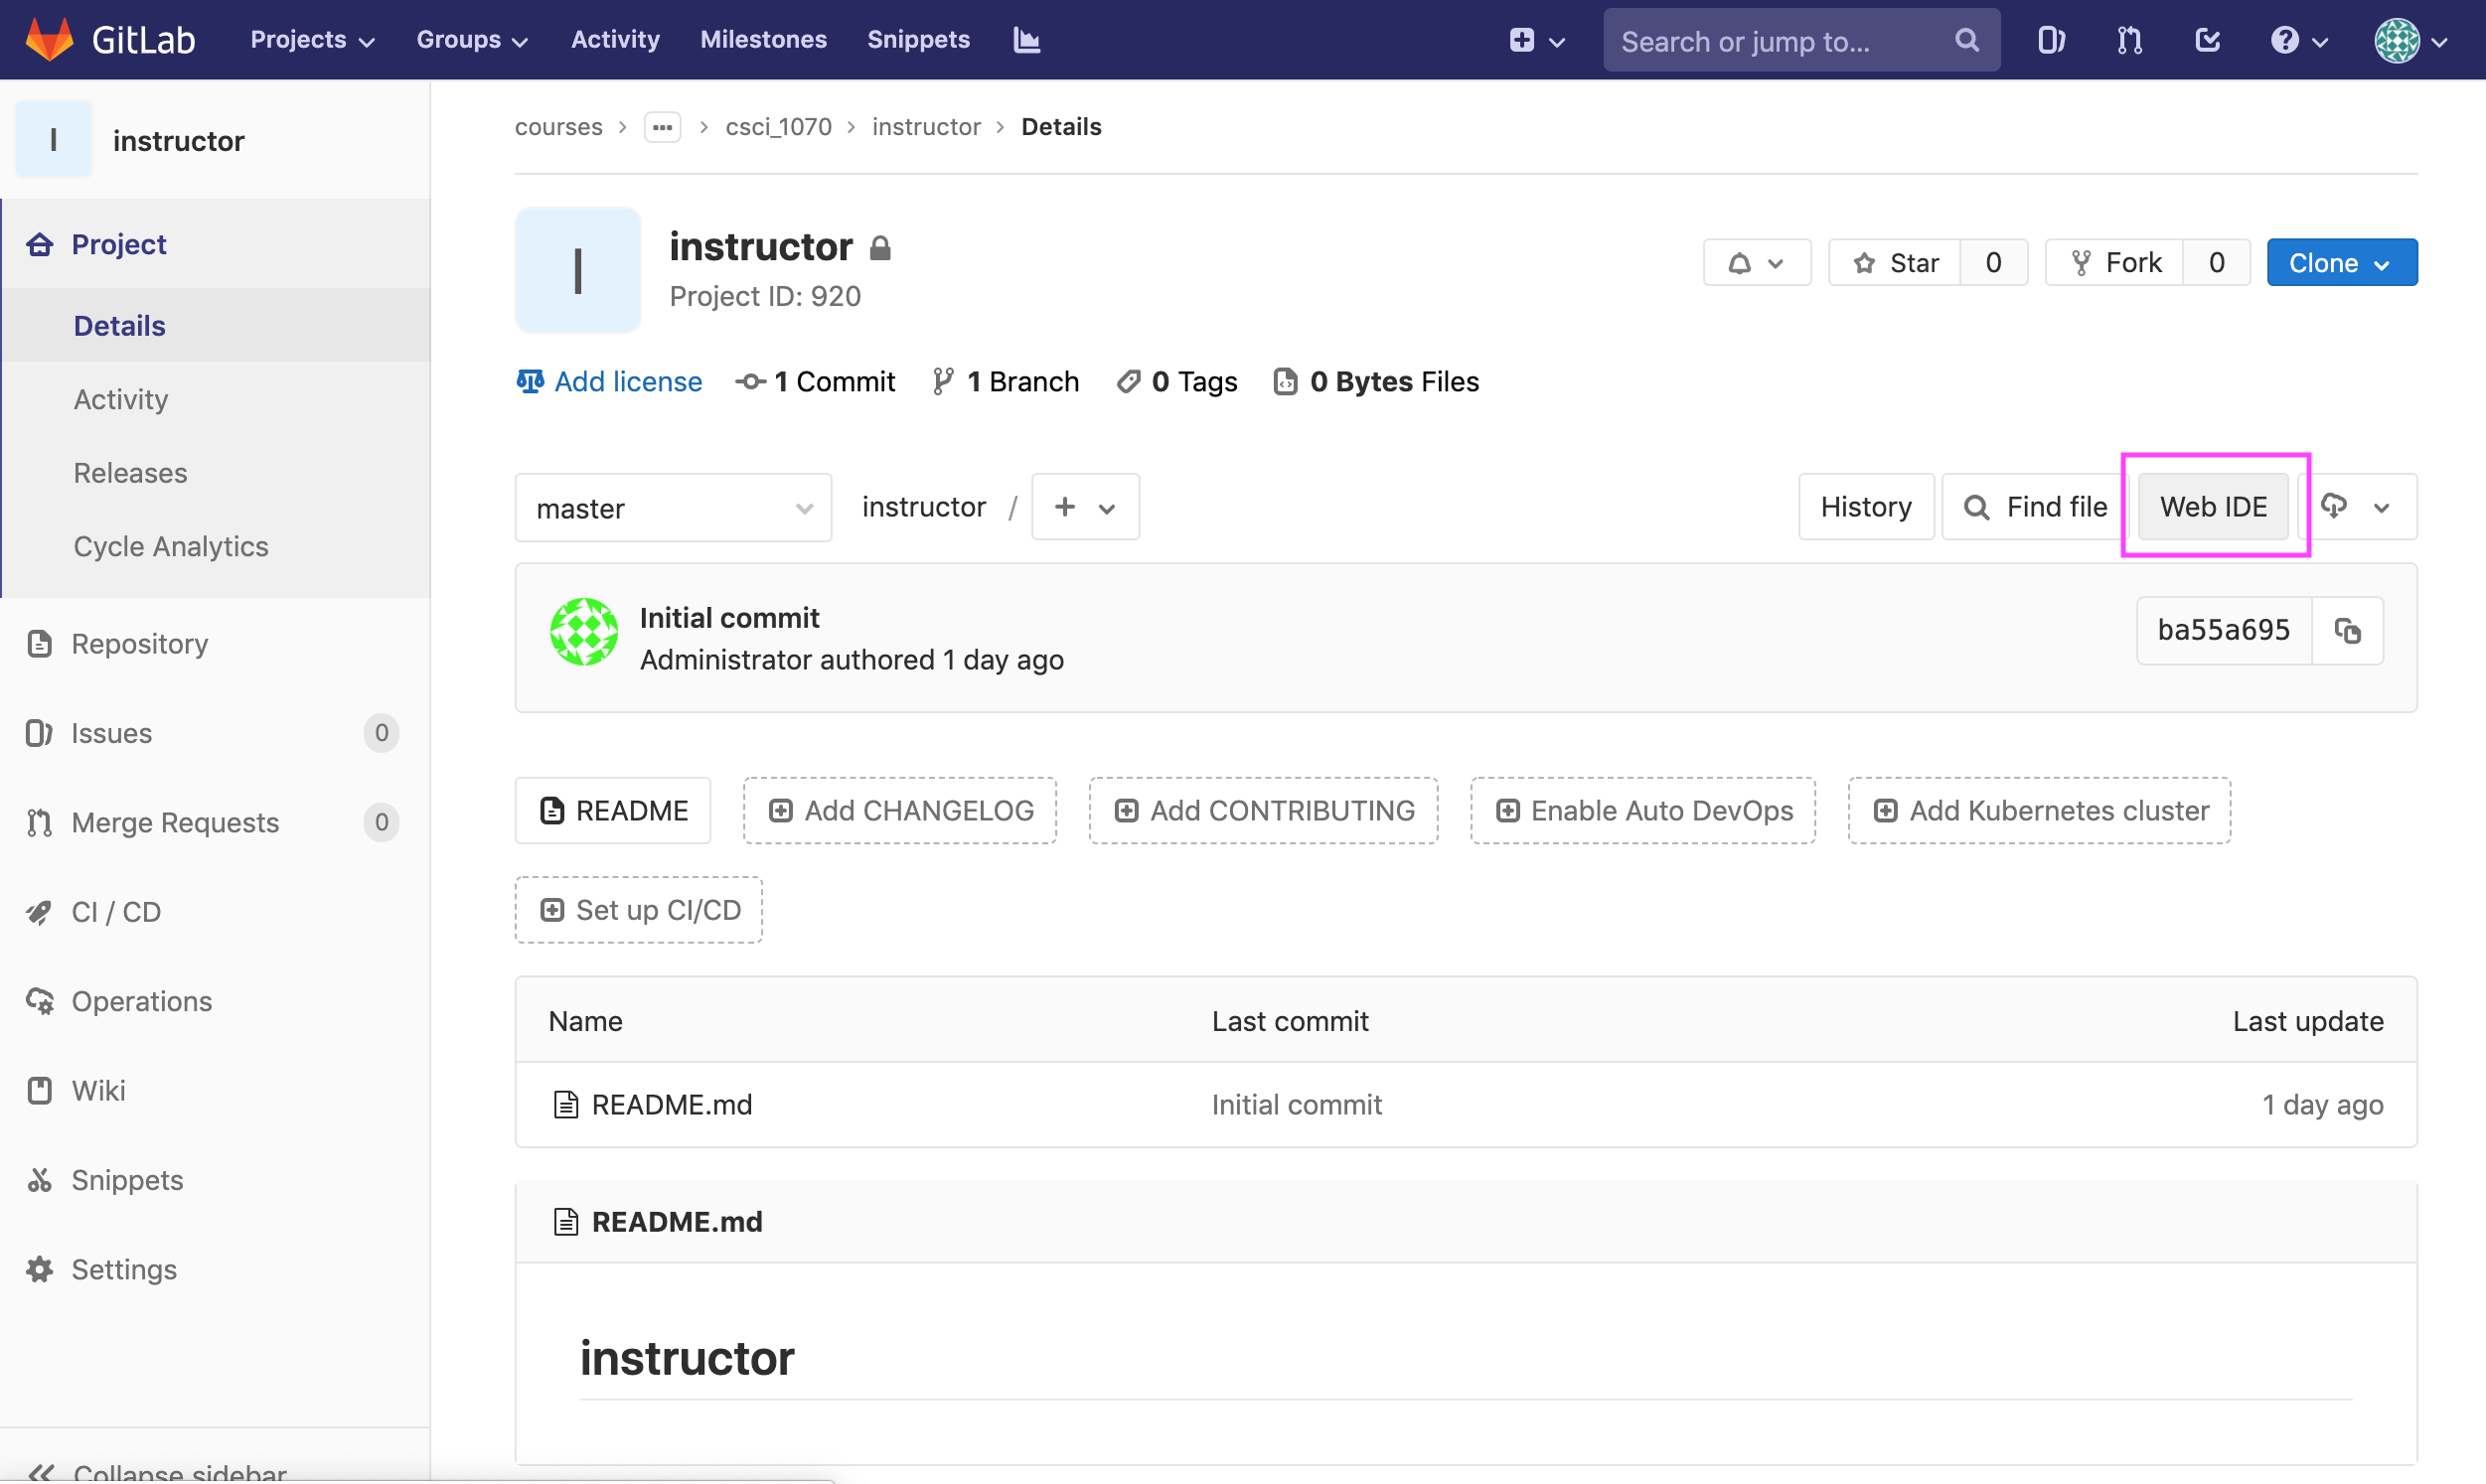 GitLab Projects Groups Activity Milestones Snippets Search or jump to...
I instructor
Project
Details
Activity
Releases
Cycle Analytics
Repository
Issues 0
Merge Requests 0
CI / CD
Operations
Wiki
Snippets
Settings
Collapse sidebar
courses > ... > csci_1070 > instructor > Details
I
instructor
Project ID: 920
Star 0 Fork 0 Clone
Add license 1 Commit 1 Branch 0 Tags 0 Bytes Files
master instructor / + History Find file Web IDE
Initial commit
Administrator authored 1 day ago
ba55a695
README Add CHANGELOG Add CONTRIBUTING Enable Auto DevOps Add Kubernetes cluster
Set up CI/CD
Name Last commit Last update
README.md Initial commit 1 day ago
README.md
instructor